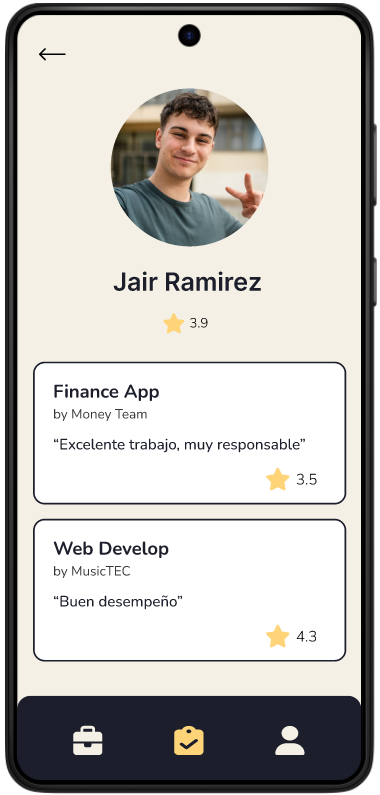 Jair Ramirez
3.9
Finance App
by Money Team
“Excelente trabajo, muy responsable”
3.5
Web Develop
by MusicTEC
“Buen desempeño”
4.3